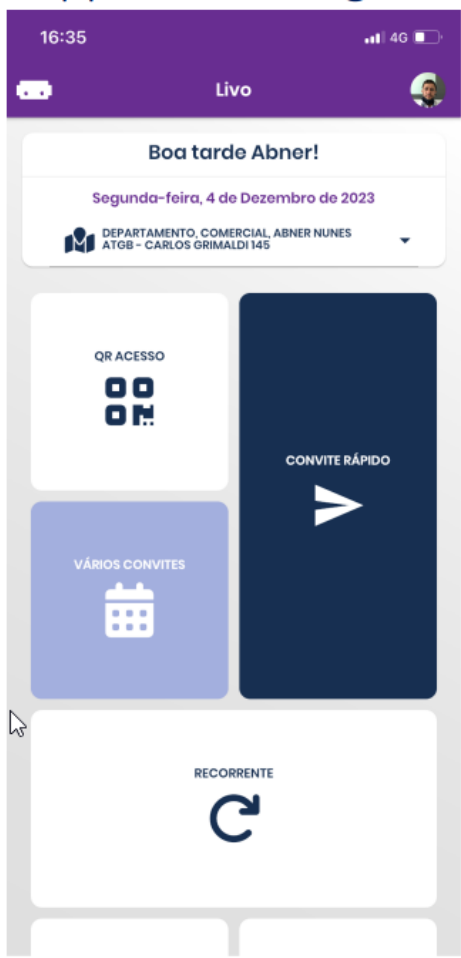 16:35
4G
Livo
Boa tarde Abner!
Segunda-feira, 4 de Dezembro de 2023
DEPARTAMENTO, COMERCIAL, ABNER NUNES
ATGB - CARLOS GRIMALDI 145
QR ACESSO
CONVITE RÁPIDO
VÁRIOS CONVITES
RECORRENTE